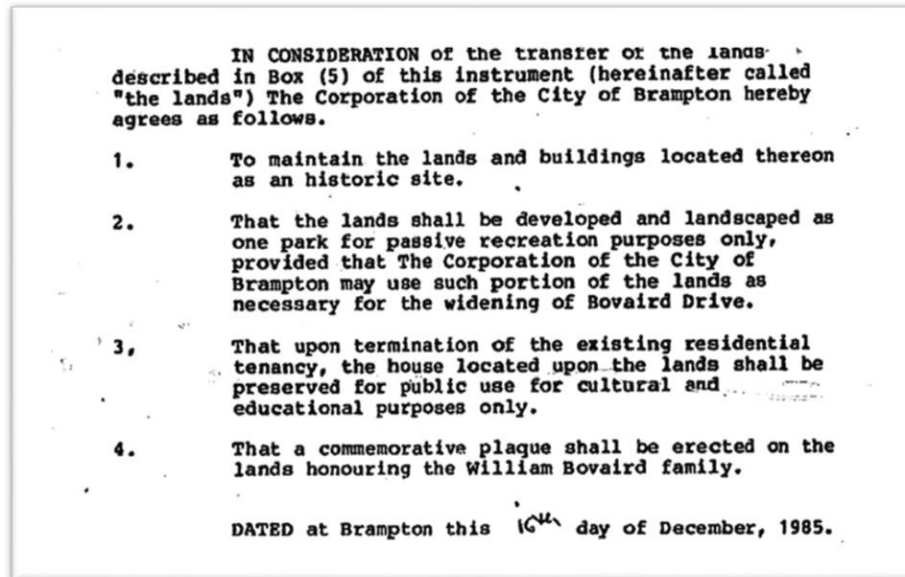 IN CONSIDERATION of the transfer of the lands
described in Box (5) of this instrument (hereinafter called
"the lands") The Corporation of the City of Brampton hereby
agrees as follows.
1. To maintain the lands and buildings located thereon
as an historic site.
2. That the lands shall be developed and landscaped as
one park for passive recreation purposes only,
provided that The Corporation of the City of
Brampton may use such portion of the lands as
necessary for the widening of Bovaird Drive.
3, That upon termination of the existing residential
tenancy, the house located upon the lands shall be
preserved for public use for cultural and
educational purposes only.
4. That a commemorative plaque shall be erected on the
lands honouring the William Bovaird family.
DATED at Brampton this day of December, 1985.